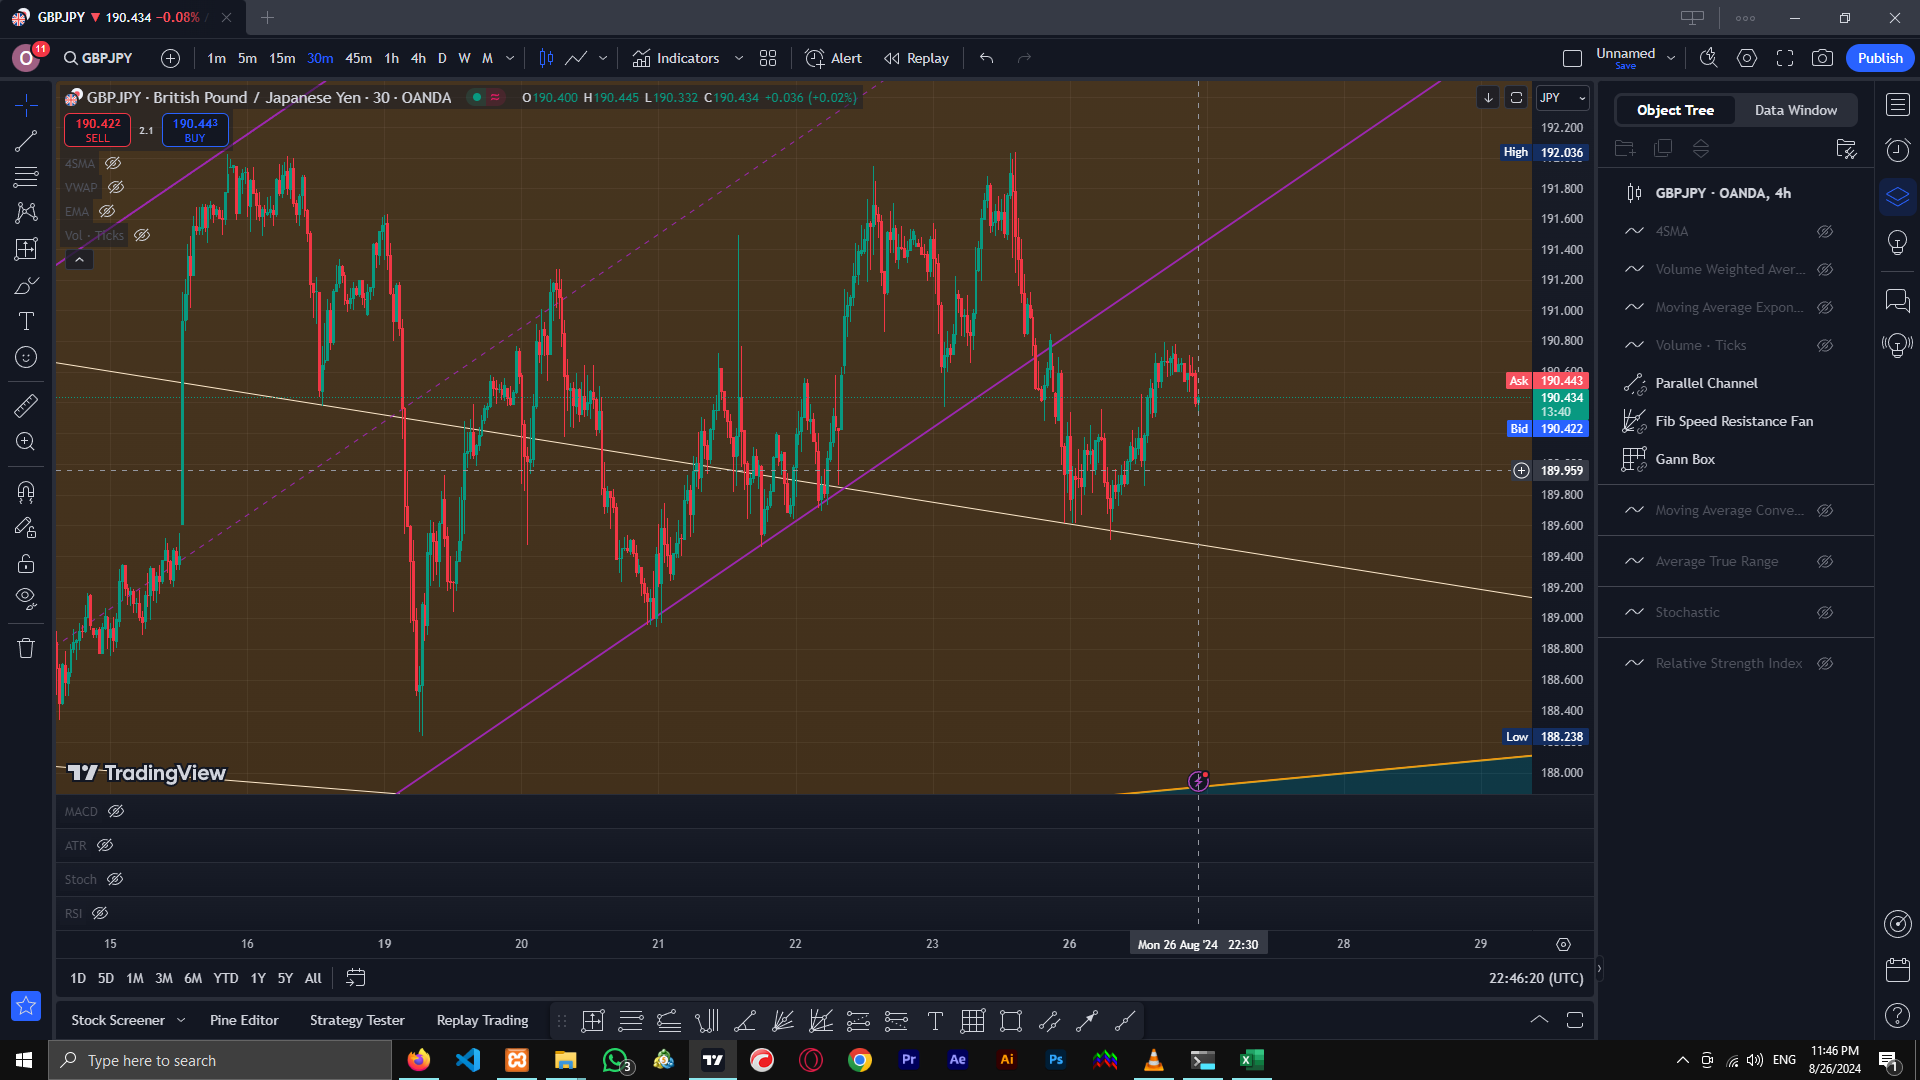 GBPJPY ▼ 190.434 −0.08% /
O 11 GBPJPY 1m 5m 15m 30m 45m 1h 4h D W M Indicators Alert Replay Unnamed Save Publish
GBPJPY · British Pound / Japanese Yen · 30 · OANDA O190.400 H190.445 L190.332 C190.434 +0.036 (+0.02%) JPY
190.422 SELL 2.1 190.443 BUY
4SMA
VWAP
EMA
Vol · Ticks
192.200
High 192.036
191.800
191.600
191.400
191.200
191.000
190.800
Ask 190.443
190.434
13:40
Bid 190.422
189.959
189.800
189.600
189.400
189.200
189.000
188.800
188.600
188.400
Low 188.238
188.000
TradingView
MACD
ATR
Stoch
RSI
15 16 19 20 21 22 23 26 Mon 26 Aug '24 22:30 28 29
1D 5D 1M 3M 6M YTD 1Y 5Y All 22:46:20 (UTC)
Stock Screener Pine Editor Strategy Tester Replay Trading
Object Tree Data Window
GBPJPY · OANDA, 4h
4SMA
Volume Weighted Aver...
Moving Average Expon...
Volume · Ticks
Parallel Channel
Fib Speed Resistance Fan
Gann Box
Moving Average Conve...
Average True Range
Stochastic
Relative Strength Index
Type here to search 3 Pr Ae Ai Ps ENG 11:46 PM
8/26/2024 1